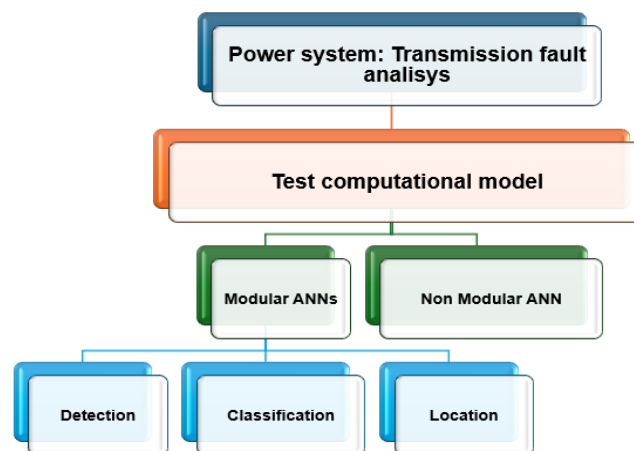 Power system: Transmission fault
analisys
Test computational model
Modular ANNs
Non Modular ANN
Detection
Classification
Location